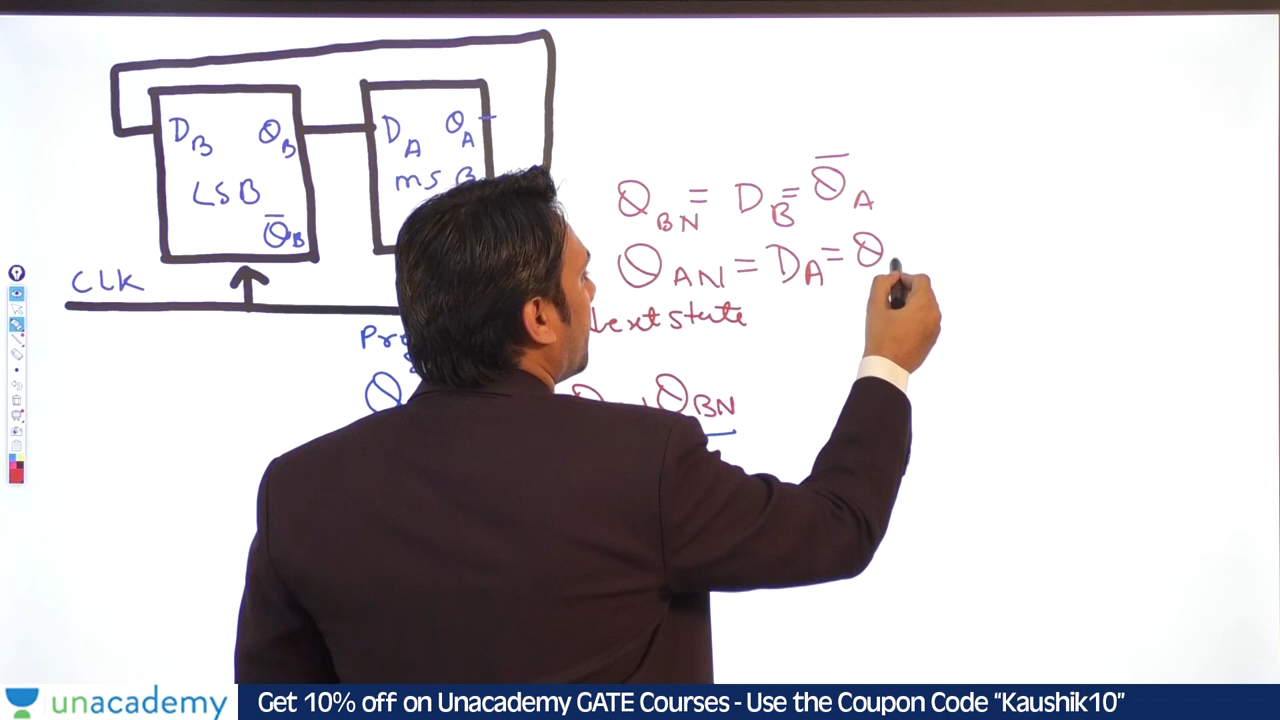 D_B Q_B
D_A Q_A
LSB
MSB
Q̅_B
CLK
Q_BN = D_B = Q̅_A
Q_AN = D_A = Q
Next state
Q_BN
unacademy
Get 10% off on Unacademy GATE Courses - Use the Coupon Code “Kaushik10”